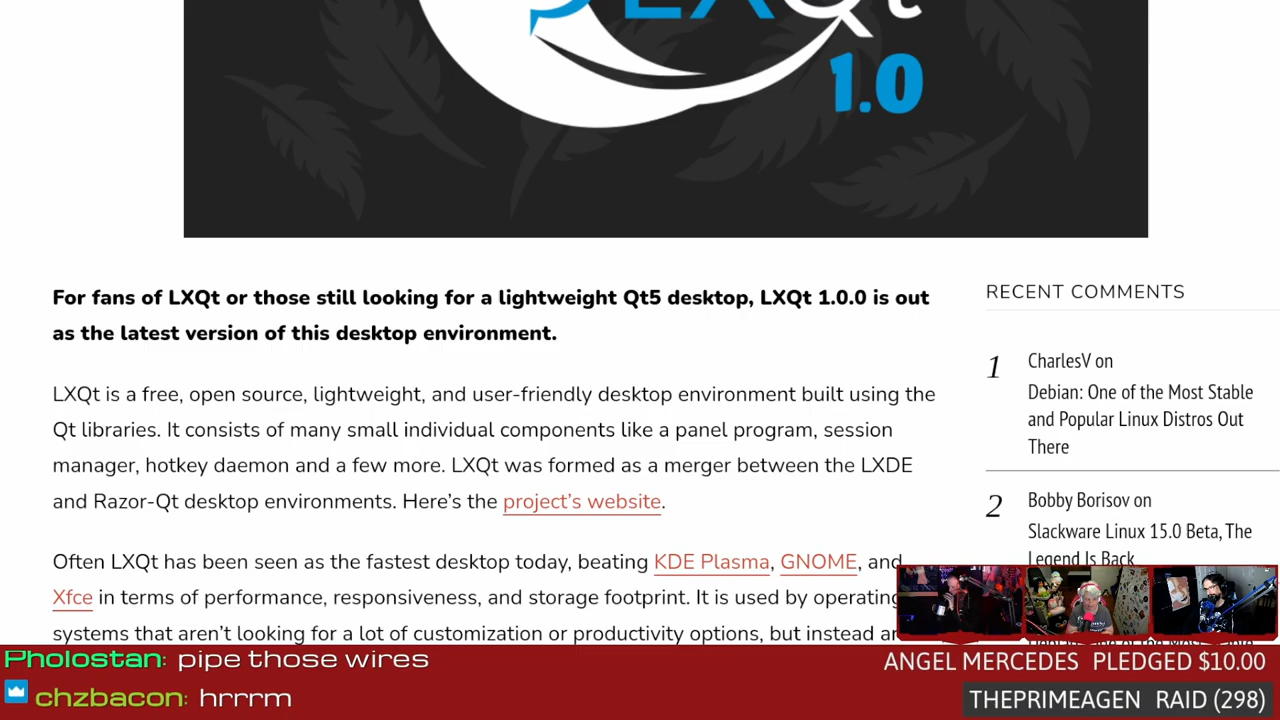 LXQt
1.0
For fans of LXQt or those still looking for a lightweight Qt5 desktop, LXQt 1.0.0 is out
as the latest version of this desktop environment.
LXQt is a free, open source, lightweight, and user-friendly desktop environment built using the
Qt libraries. It consists of many small individual components like a panel program, session
manager, hotkey daemon and a few more. LXQt was formed as a merger between the LXDE
and Razor-Qt desktop environments. Here’s the project’s website.
Often LXQt has been seen as the fastest desktop today, beating KDE Plasma, GNOME, and
Xfce in terms of performance, responsiveness, and storage footprint. It is used by operating
systems that aren’t looking for a lot of customization or productivity options, but instead
RECENT COMMENTS
1
CharlesV on
Debian: One of the Most Stable
and Popular Linux Distros Out
There
2
Bobby Borisov on
Slackware Linux 15.0 Beta, The
Legend Is Back
Pholostan: pipe those wires
chzbacon: hrrrm
ANGEL MERCEDES PLEDGED $10.00
THEPRIMEAGEN RAID (298)